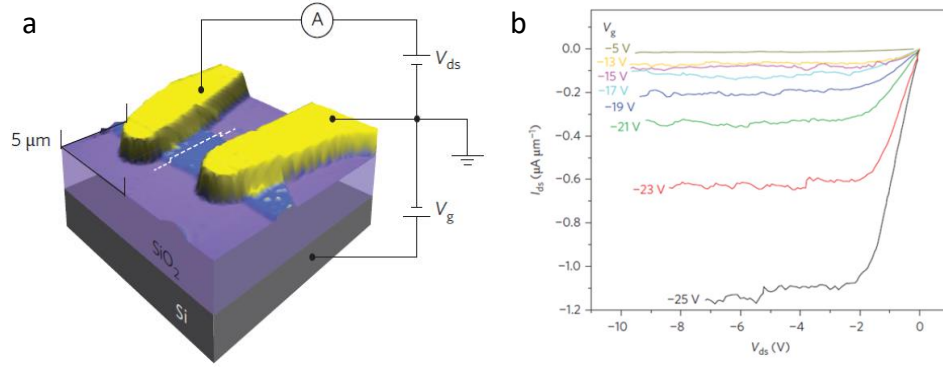 a
A
V_ds
5 μm
V_g
SiO₂
Si
b
V_g
−5 V
−13 V
−15 V
−17 V
−19 V
−21 V
−23 V
−25 V
0.0
−0.2
−0.4
−0.6
−0.8
−1.0
−1.2
I_ds (μA μm⁻¹)
−10 −8 −6 −4 −2 0
V_ds (V)